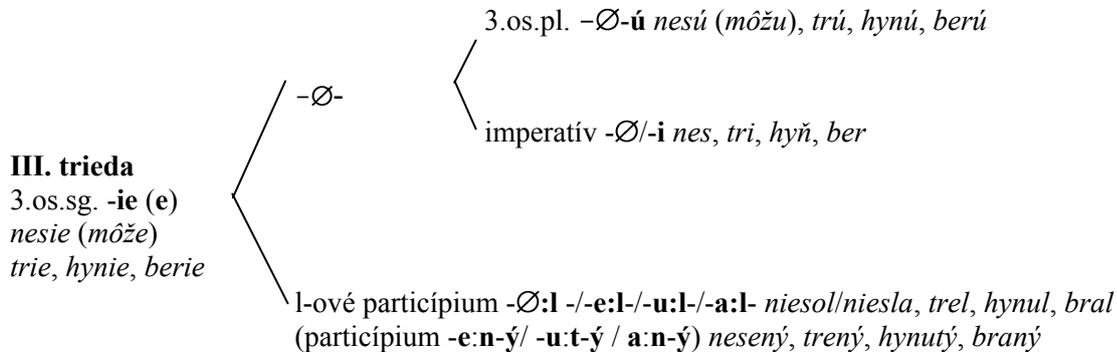 3.os.pl. –∅-ú nesú (môžu), trú, hynú, berú
–∅-
imperatív -∅/-i nes, tri, hyň, ber
III. trieda
3.os.sg. -ie (e)
nesie (môže)
trie, hynie, berie
l-ové particípium -∅:l -/-e:l-/-u:l-/-a:l- niesol/niesla, trel, hynul, bral
(particípium -e:n-ý/ -u:t-ý / a:n-ý) nesený, trený, hynutý, braný